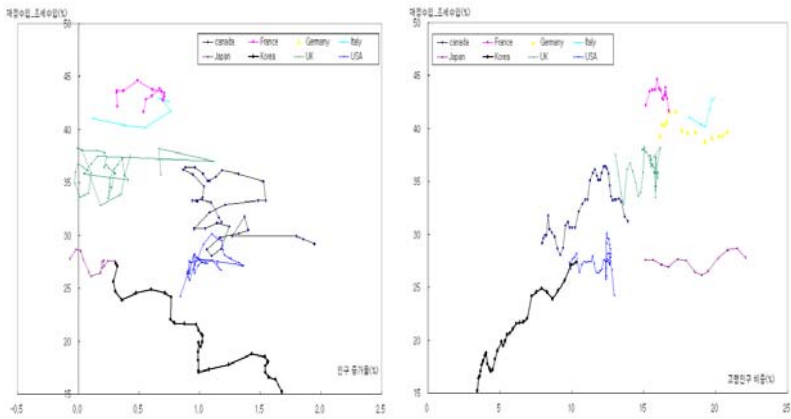 재정수입_조세수입(%)
50
45
40
35
30
25
20
15
-0.5
0.0
0.5
1.0
1.5
2.0
2.5
canada
France
Germany
Italy
Japan
Korea
UK
USA
인구 증가율(%)
재정수입_조세수입(%)
50
45
40
35
30
25
20
15
0
5
10
15
20
25
canada
France
Germany
Italy
Japan
Korea
UK
USA
고령인구 비중(%)